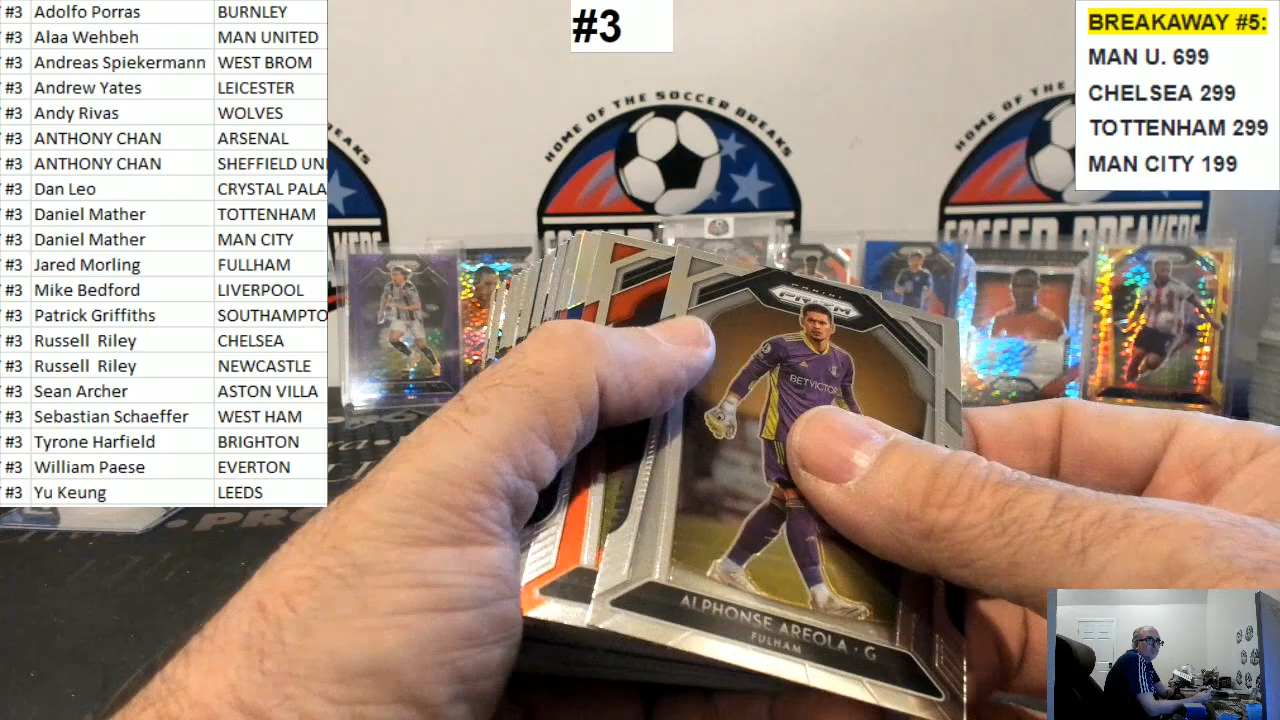 #3 Adolfo Porras BURNLEY
#3 Alaa Wehbeh MAN UNITED
#3 Andreas Spiekermann WEST BROM
#3 Andrew Yates LEICESTER
#3 Andy Rivas WOLVES
#3 ANTHONY CHAN ARSENAL
#3 ANTHONY CHAN SHEFFIELD UNI
#3 Dan Leo CRYSTAL PALA
#3 Daniel Mather TOTTENHAM
#3 Daniel Mather MAN CITY
#3 Jared Morling FULLHAM
#3 Mike Bedford LIVERPOOL
#3 Patrick Griffiths SOUTHAMPTO
#3 Russell Riley CHELSEA
#3 Russell Riley NEWCASTLE
#3 Sean Archer ASTON VILLA
#3 Sebastian Schaeffer WEST HAM
#3 Tyrone Harfield BRIGHTON
#3 William Paese EVERTON
#3 Yu Keung LEEDS
#3
BREAKAWAY #5:
MAN U. 699
CHELSEA 299
TOTTENHAM 299
MAN CITY 199
HOME OF THE SOCCER BREAKS
SOCCER BREAKERS
PANINI
PRIZM
BETVICTOR
ALPHONSE AREOLA · G
FULHAM